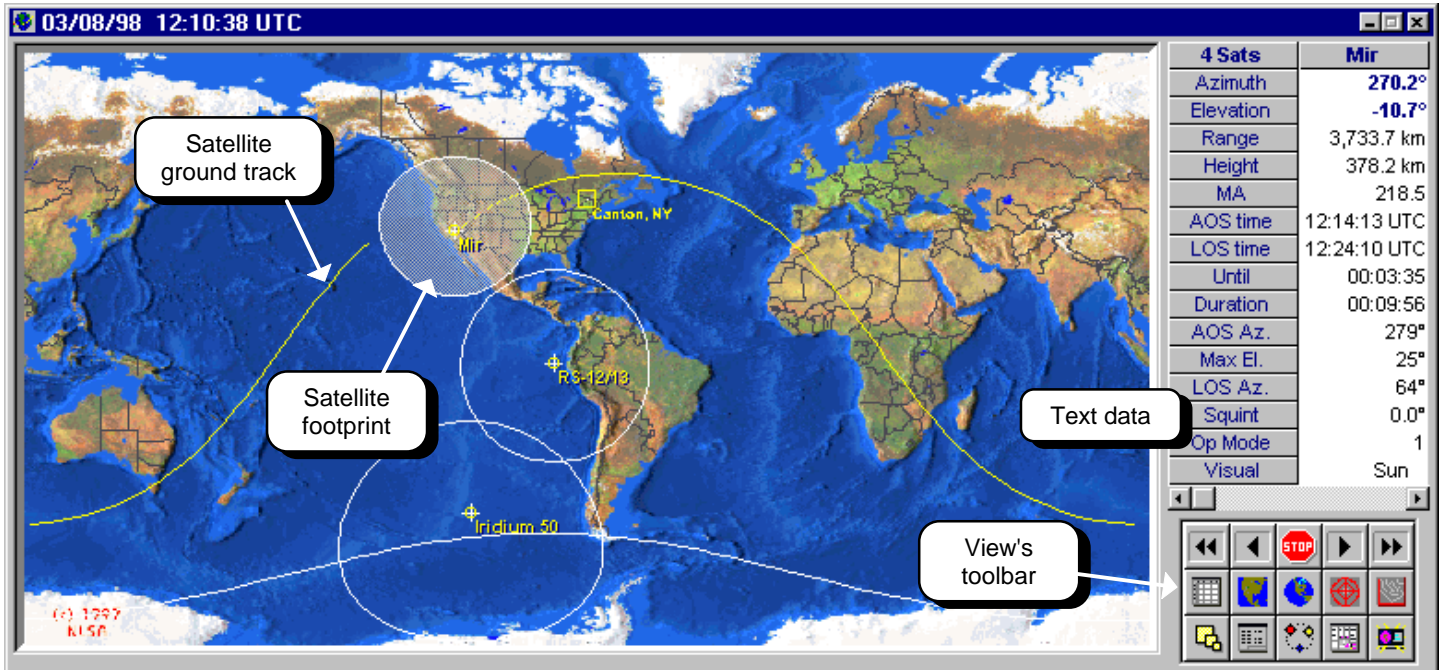 03/08/98 12:10:38 UTC
4 Sats Mir
Azimuth 270.2°
Elevation -10.7°
Range 3,733.7 km
Height 378.2 km
MA 218.5
AOS time 12:14:13 UTC
LOS time 12:24:10 UTC
Until 00:03:35
Duration 00:09:56
AOS Az. 279°
Max El. 25°
LOS Az. 64°
Squint 0.0°
Op Mode 1
Visual Sun
Satellite
ground track
Canton, NY
Mir
RS-12/13
Satellite
footprint
Text data
Iridium 50
View's
toolbar
STOP
(c) 1997